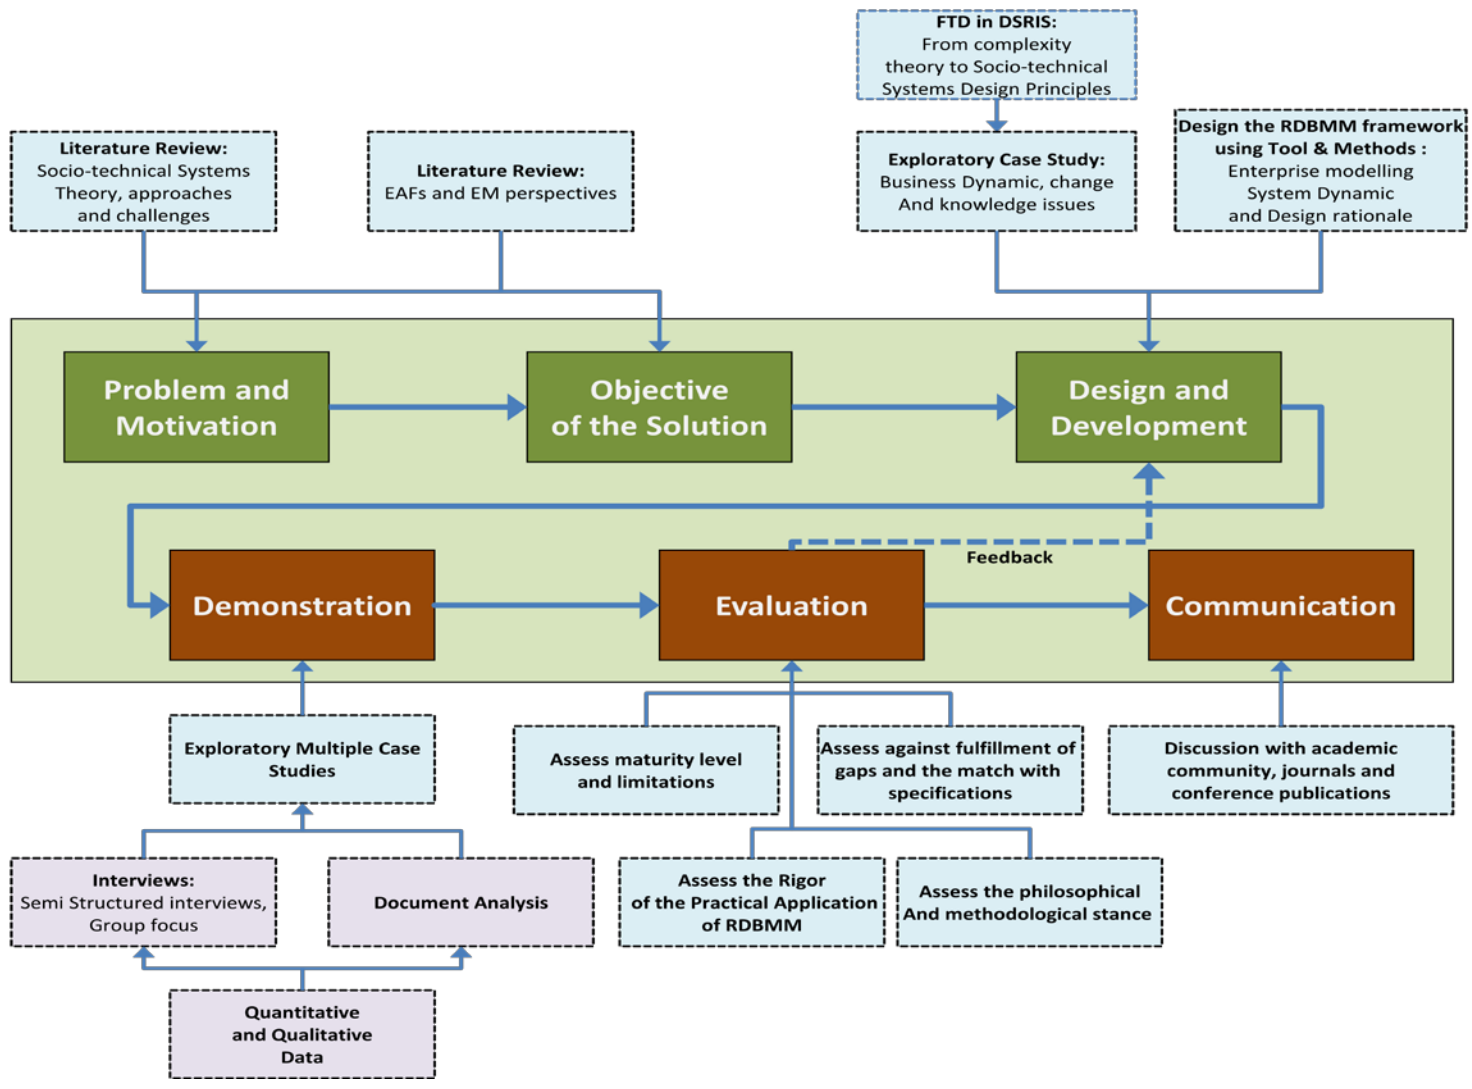 FTD in DSRIS:
From complexity
theory to Socio-technical
Systems Design Principles
Literature Review:
Socio-technical Systems
Theory, approaches
and challenges
Literature Review:
EAFs and EM perspectives
Exploratory Case Study:
Business Dynamic, change
And knowledge issues
Design the RDBMM framework
using Tool & Methods :
Enterprise modelling
System Dynamic
and Design rationale
Problem and
Motivation
Objective
of the Solution
Design and
Development
Feedback
Demonstration
Evaluation
Communication
Exploratory Multiple Case
Studies
Assess maturity level
and limitations
Assess against fulfillment of
gaps and the match with
specifications
Discussion with academic
community, journals and
conference publications
Interviews:
Semi Structured interviews,
Group focus
Document Analysis
Assess the Rigor
of the Practical Application
of RDBMM
Assess the philosophical
And methodological stance
Quantitative
and Qualitative
Data